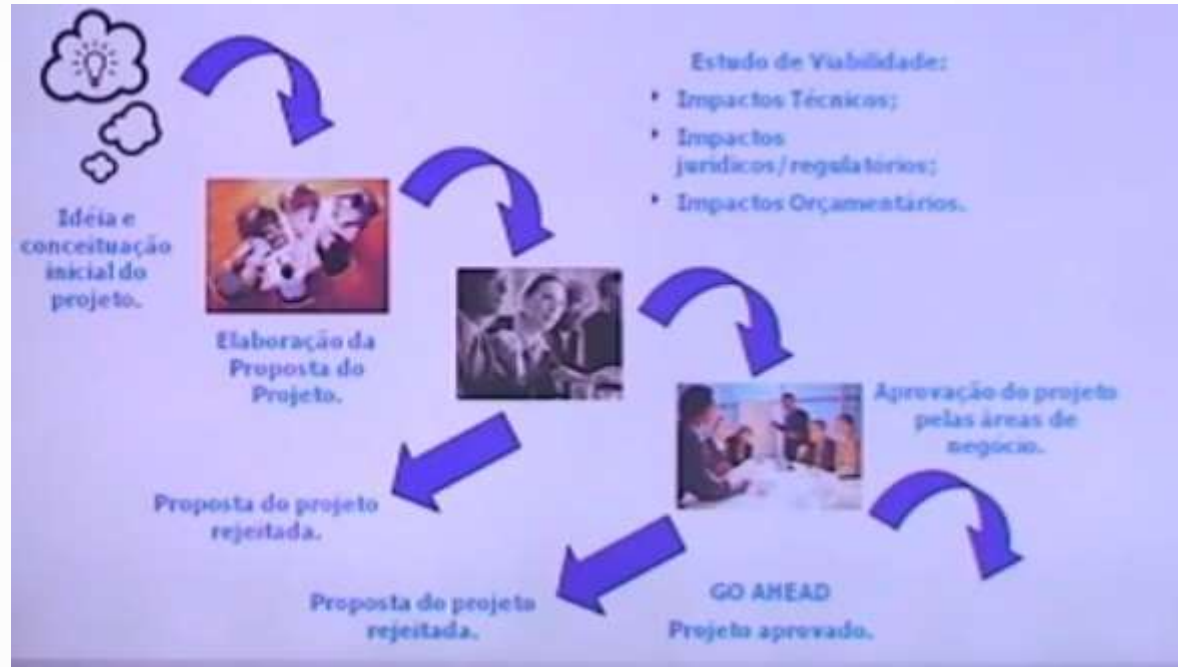 Idéia e
conceituação
inicial do
projeto.
Elaboração da
Proposta do
Projeto.
Estudo de Viabilidade:
Impactos Técnicos;
Impactos
jurídicos/regulatórios;
Impactos Orçamentários.
Aprovação do projeto
pelas áreas de
negócio.
Proposta do projeto
rejeitada.
Proposta do projeto
rejeitada.
GO AHEAD
Projeto aprovado.